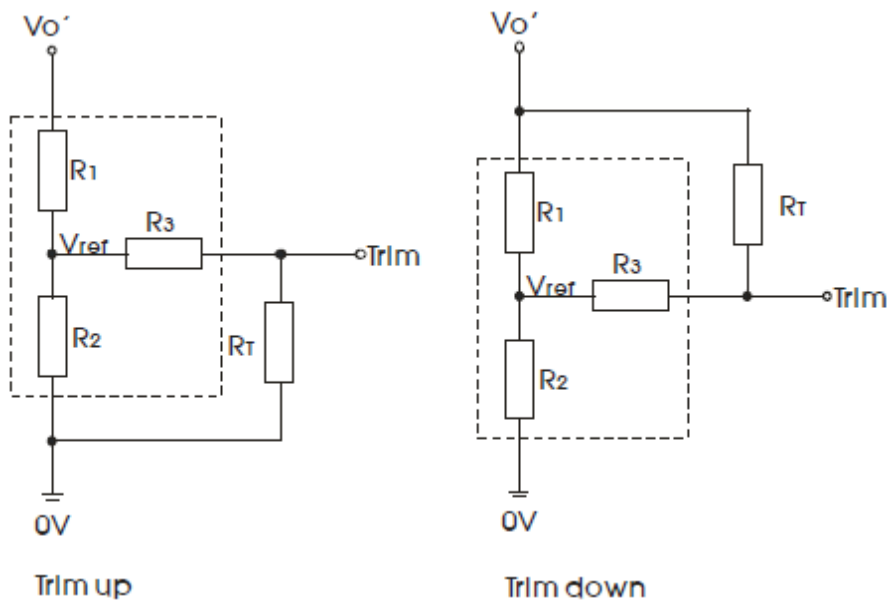 Vo′
R1
R3
Vref
Trim
R2
RT
0V
Trim up
Vo′
R1
RT
R3
Vref
Trim
R2
0V
Trim down